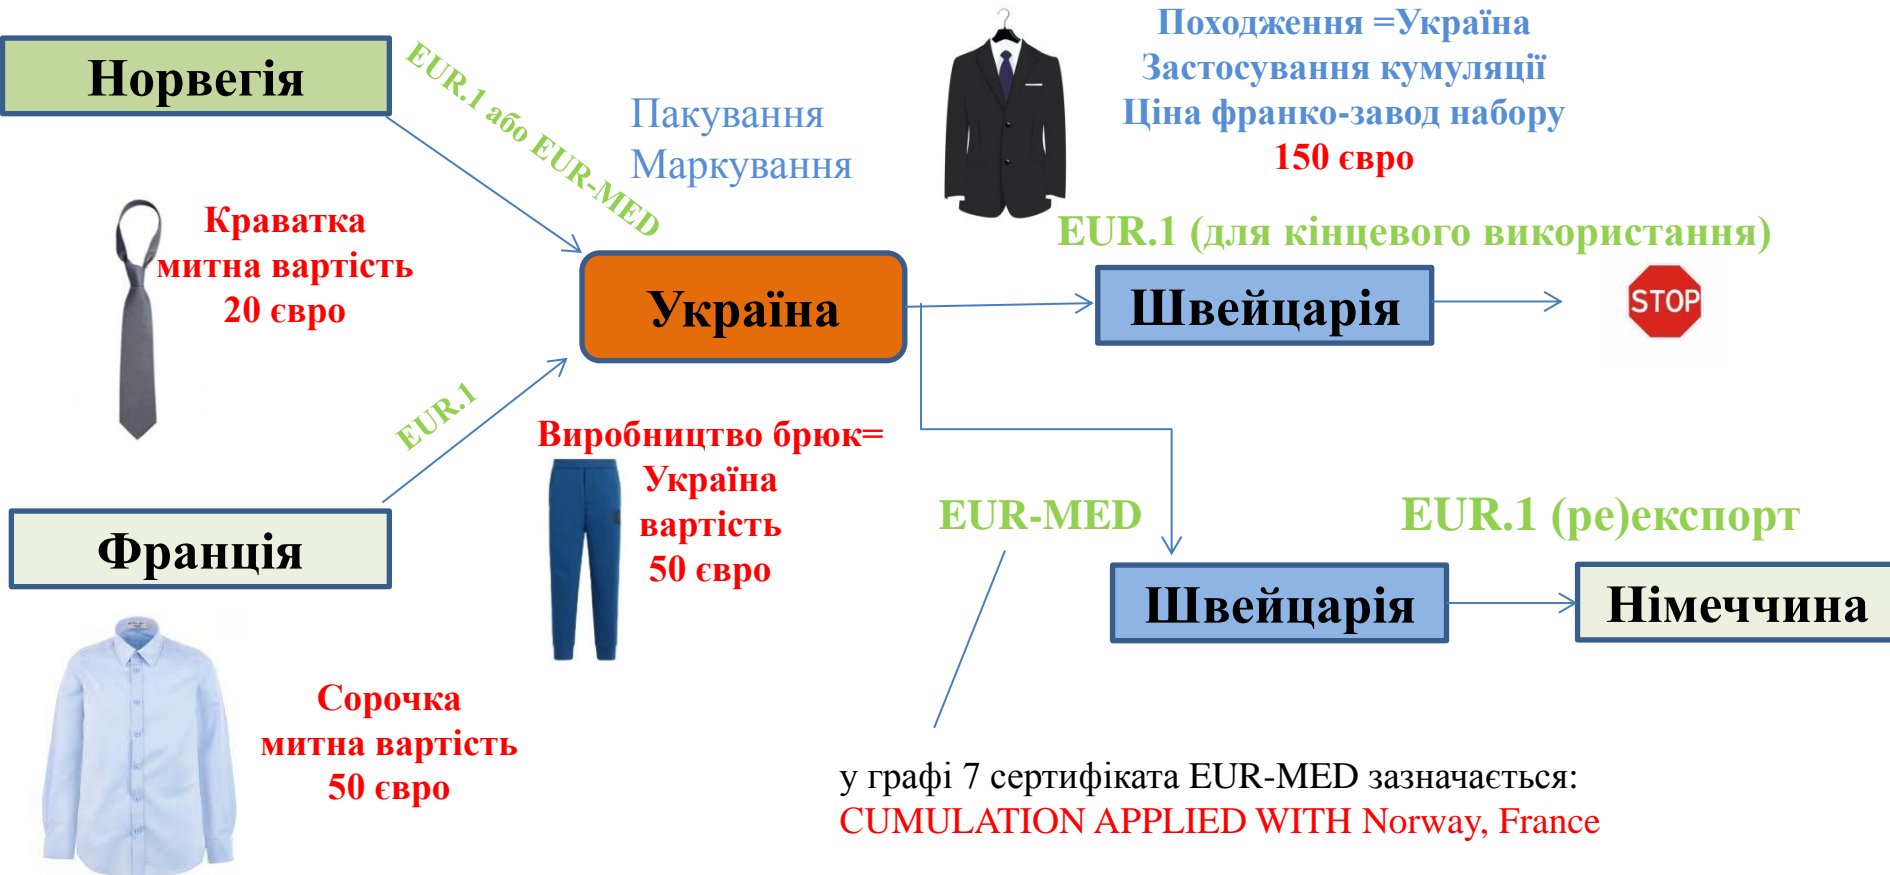 Норвегія
EUR.1 або EUR-MED
Пакування
Маркування
Походження =Україна
Застосування кумуляції
Ціна франко-завод набору
150 євро
Краватка
митна вартість
20 євро
EUR.1 (для кінцевого використання)
Україна
Швейцарія
STOP
EUR.1
Виробництво брюк=
Україна
вартість
50 євро
EUR-MED
EUR.1 (ре)експорт
Франція
Швейцарія
Німеччина
Сорочка
митна вартість
50 євро
у графі 7 сертифіката EUR-MED зазначається:
CUMULATION APPLIED WITH Norway, France